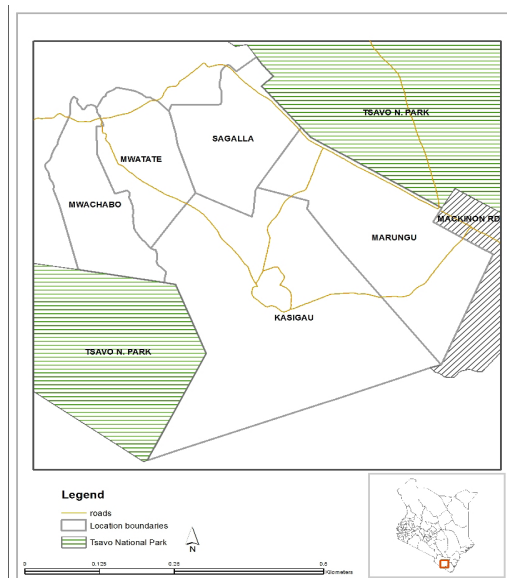 TSAVO N. PARK
SAGALLA
MWATATE
MWACHABO
MACKINON RD
MARUNGU
KASIGAU
TSAVO N. PARK
Legend
roads
Location boundaries
Tsavo National Park
N
0 0.125 0.25 0.5
Kilometers